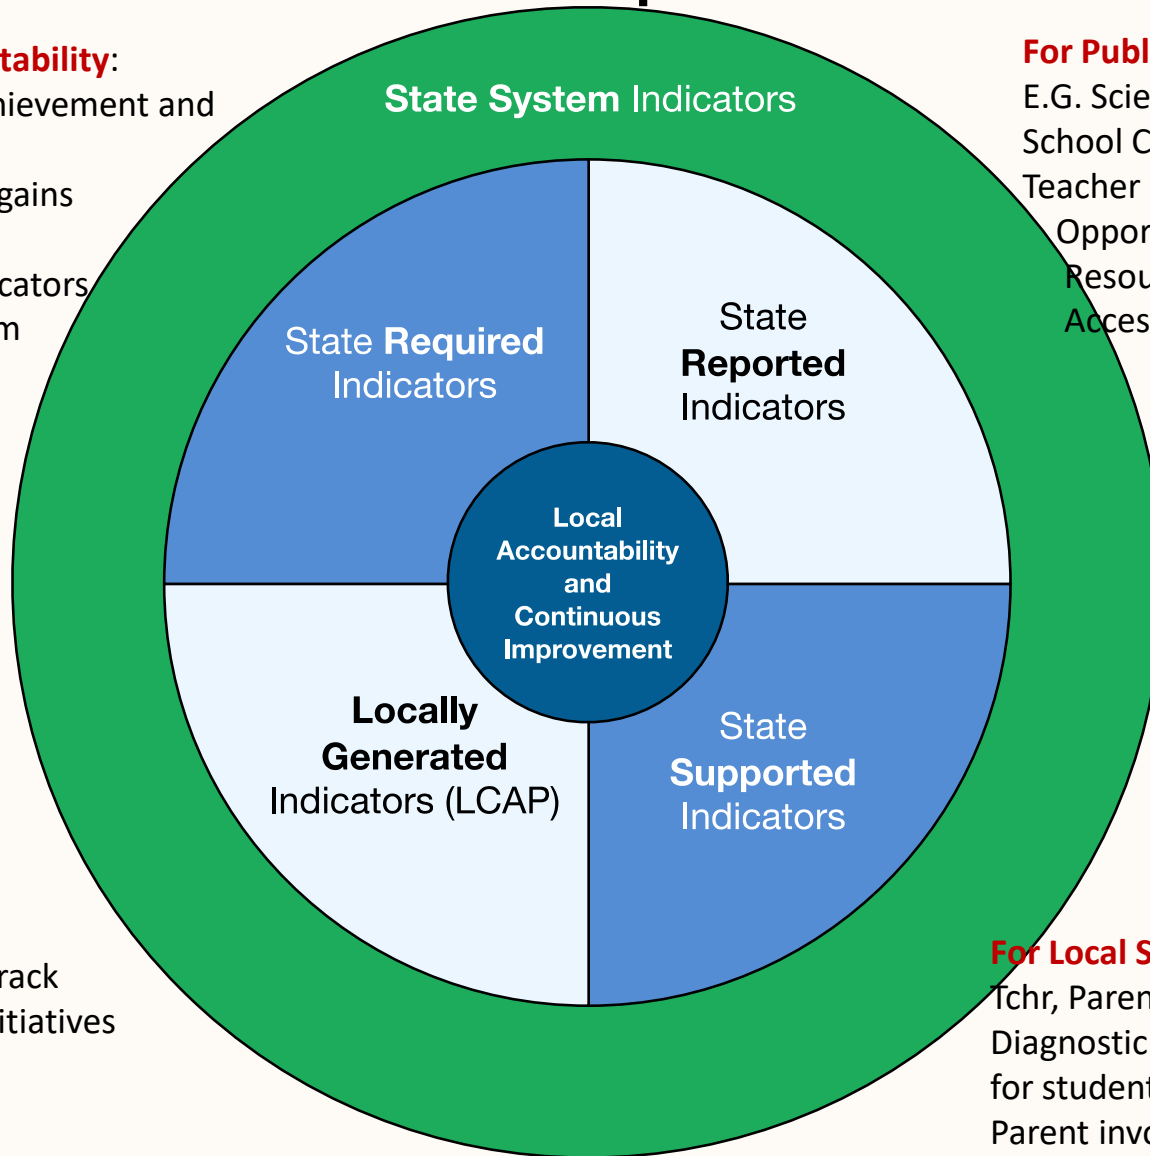 tability:
hievement and
gains
icators
m
State System Indicators
For Publ
E.G. Scie
School C
Teacher
Oppor
Resou
Acces
State Required
Indicators
State
Reported
Indicators
Local
Accountability
and
Continuous
Improvement
Locally
Generated
Indicators (LCAP)
State
Supported
Indicators
rack
itiatives
For Local S
Tchr, Paren
Diagnostic
for student
Parent invo